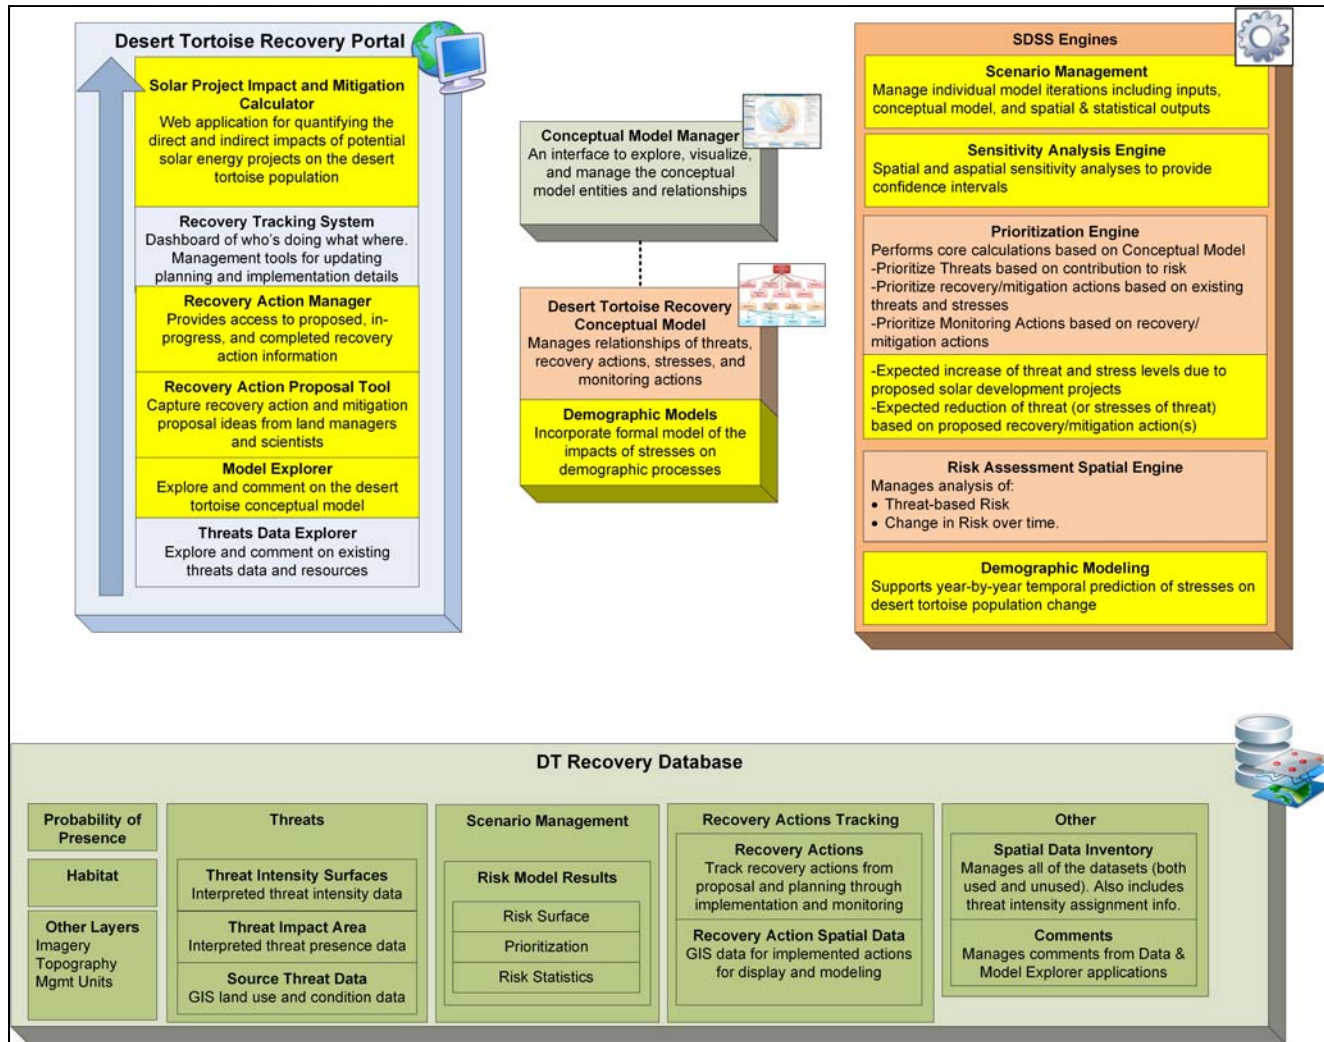 Desert Tortoise Recovery Portal
Solar Project Impact and Mitigation
Calculator
Web application for quantifying the
direct and indirect impacts of potential
solar energy projects on the desert
tortoise population
Recovery Tracking System
Dashboard of who's doing what where.
Management tools for updating
planning and implementation details
Recovery Action Manager
Provides access to proposed, in-
progress, and completed recovery
action information
Recovery Action Proposal Tool
Capture recovery action and mitigation
proposal ideas from land managers
and scientists
Model Explorer
Explore and comment on the desert
tortoise conceptual model
Threats Data Explorer
Explore and comment on existing
threats data and resources
Conceptual Model Manager
An interface to explore, visualize,
and manage the conceptual
model entities and relationships
Desert Tortoise Recovery
Conceptual Model
Manages relationships of threats,
recovery actions, stresses, and
monitoring actions
Demographic Models
Incorporate formal model of the
impacts of stresses on
demographic processes
SDSS Engines
Scenario Management
Manage individual model iterations including inputs,
conceptual model, and spatial & statistical outputs
Sensitivity Analysis Engine
Spatial and aspatial sensitivity analyses to provide
confidence intervals
Prioritization Engine
Performs core calculations based on Conceptual Model
-Prioritize Threats based on contribution to risk
-Prioritize recovery/mitigation actions based on existing
threats and stresses
-Prioritize Monitoring Actions based on recovery/
mitigation actions
-Expected increase of threat and stress levels due to
proposed solar development projects
-Expected reduction of threat (or stresses of threat)
based on proposed recovery/mitigation action(s)
Risk Assessment Spatial Engine
Manages analysis of:
• Threat-based Risk
• Change in Risk over time.
Demographic Modeling
Supports year-by-year temporal prediction of stresses on
desert tortoise population change
DT Recovery Database
Probability of
Presence
Habitat
Other Layers
Imagery
Topography
Mgmt Units
Threats
Threat Intensity Surfaces
Interpreted threat intensity data
Threat Impact Area
Interpreted threat presence data
Source Threat Data
GIS land use and condition data
Scenario Management
Risk Model Results
Risk Surface
Prioritization
Risk Statistics
Recovery Actions Tracking
Recovery Actions
Track recovery actions from
proposal and planning through
implementation and monitoring
Recovery Action Spatial Data
GIS data for implemented actions
for display and modeling
Other
Spatial Data Inventory
Manages all of the datasets (both
used and unused). Also includes
threat intensity assignment info.
Comments
Manages comments from Data &
Model Explorer applications